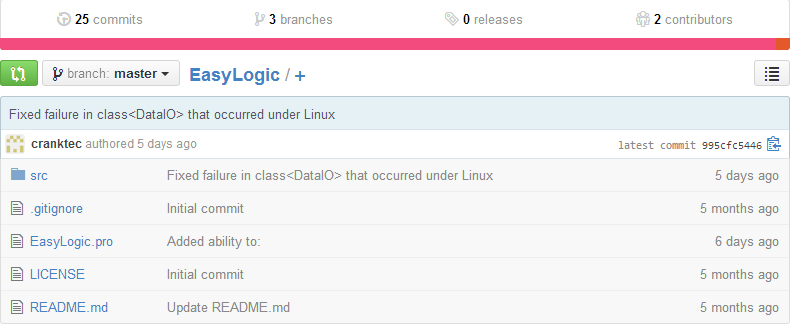 25 commits 3 branches 0 releases 2 contributors
branch: master EasyLogic / +
Fixed failure in class<DataIO> that occurred under Linux
cranktec authored 5 days ago latest commit 995cfc5446
src Fixed failure in class<DataIO> that occurred under Linux 5 days ago
.gitignore Initial commit 5 months ago
EasyLogic.pro Added ability to: 6 days ago
LICENSE Initial commit 5 months ago
README.md Update README.md 5 months ago